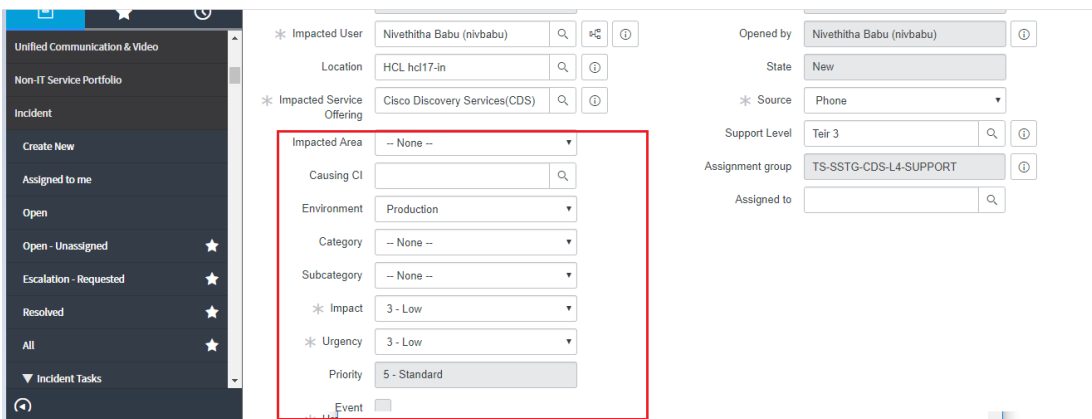 Unified Communication & Video
Non-IT Service Portfolio
Incident
Create New
Assigned to me
Open
Open - Unassigned
Escalation - Requested
Resolved
All
▼ Incident Tasks
Impacted User Nivethitha Babu (nivbabu)
Location HCL hcl17-in
Impacted Service Offering Cisco Discovery Services(CDS)
Impacted Area -- None --
Causing CI
Environment Production
Category -- None --
Subcategory -- None --
Impact 3 - Low
Urgency 3 - Low
Priority 5 - Standard
Event
Opened by Nivethitha Babu (nivbabu)
State New
Source Phone
Support Level Teir 3
Assignment group TS-SSTG-CDS-L4-SUPPORT
Assigned to